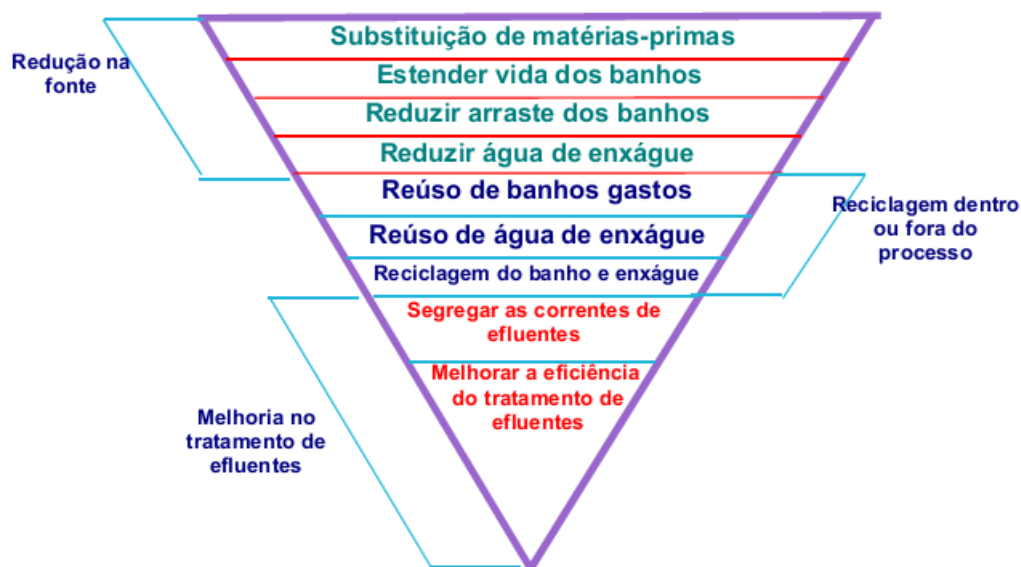 Substituição de matérias-primas
Redução na
fonte
Estender vida dos banhos
Reduzir arraste dos banhos
Reduzir água de enxágue
Reúso de banhos gastos
Reúso de água de enxágue
Reciclagem dentro
ou fora do
processo
Reciclagem do banho e enxágue
Segregar as correntes de
efluentes
Melhorar a eficiência
do tratamento de
efluentes
Melhoria no
tratamento de
efluentes